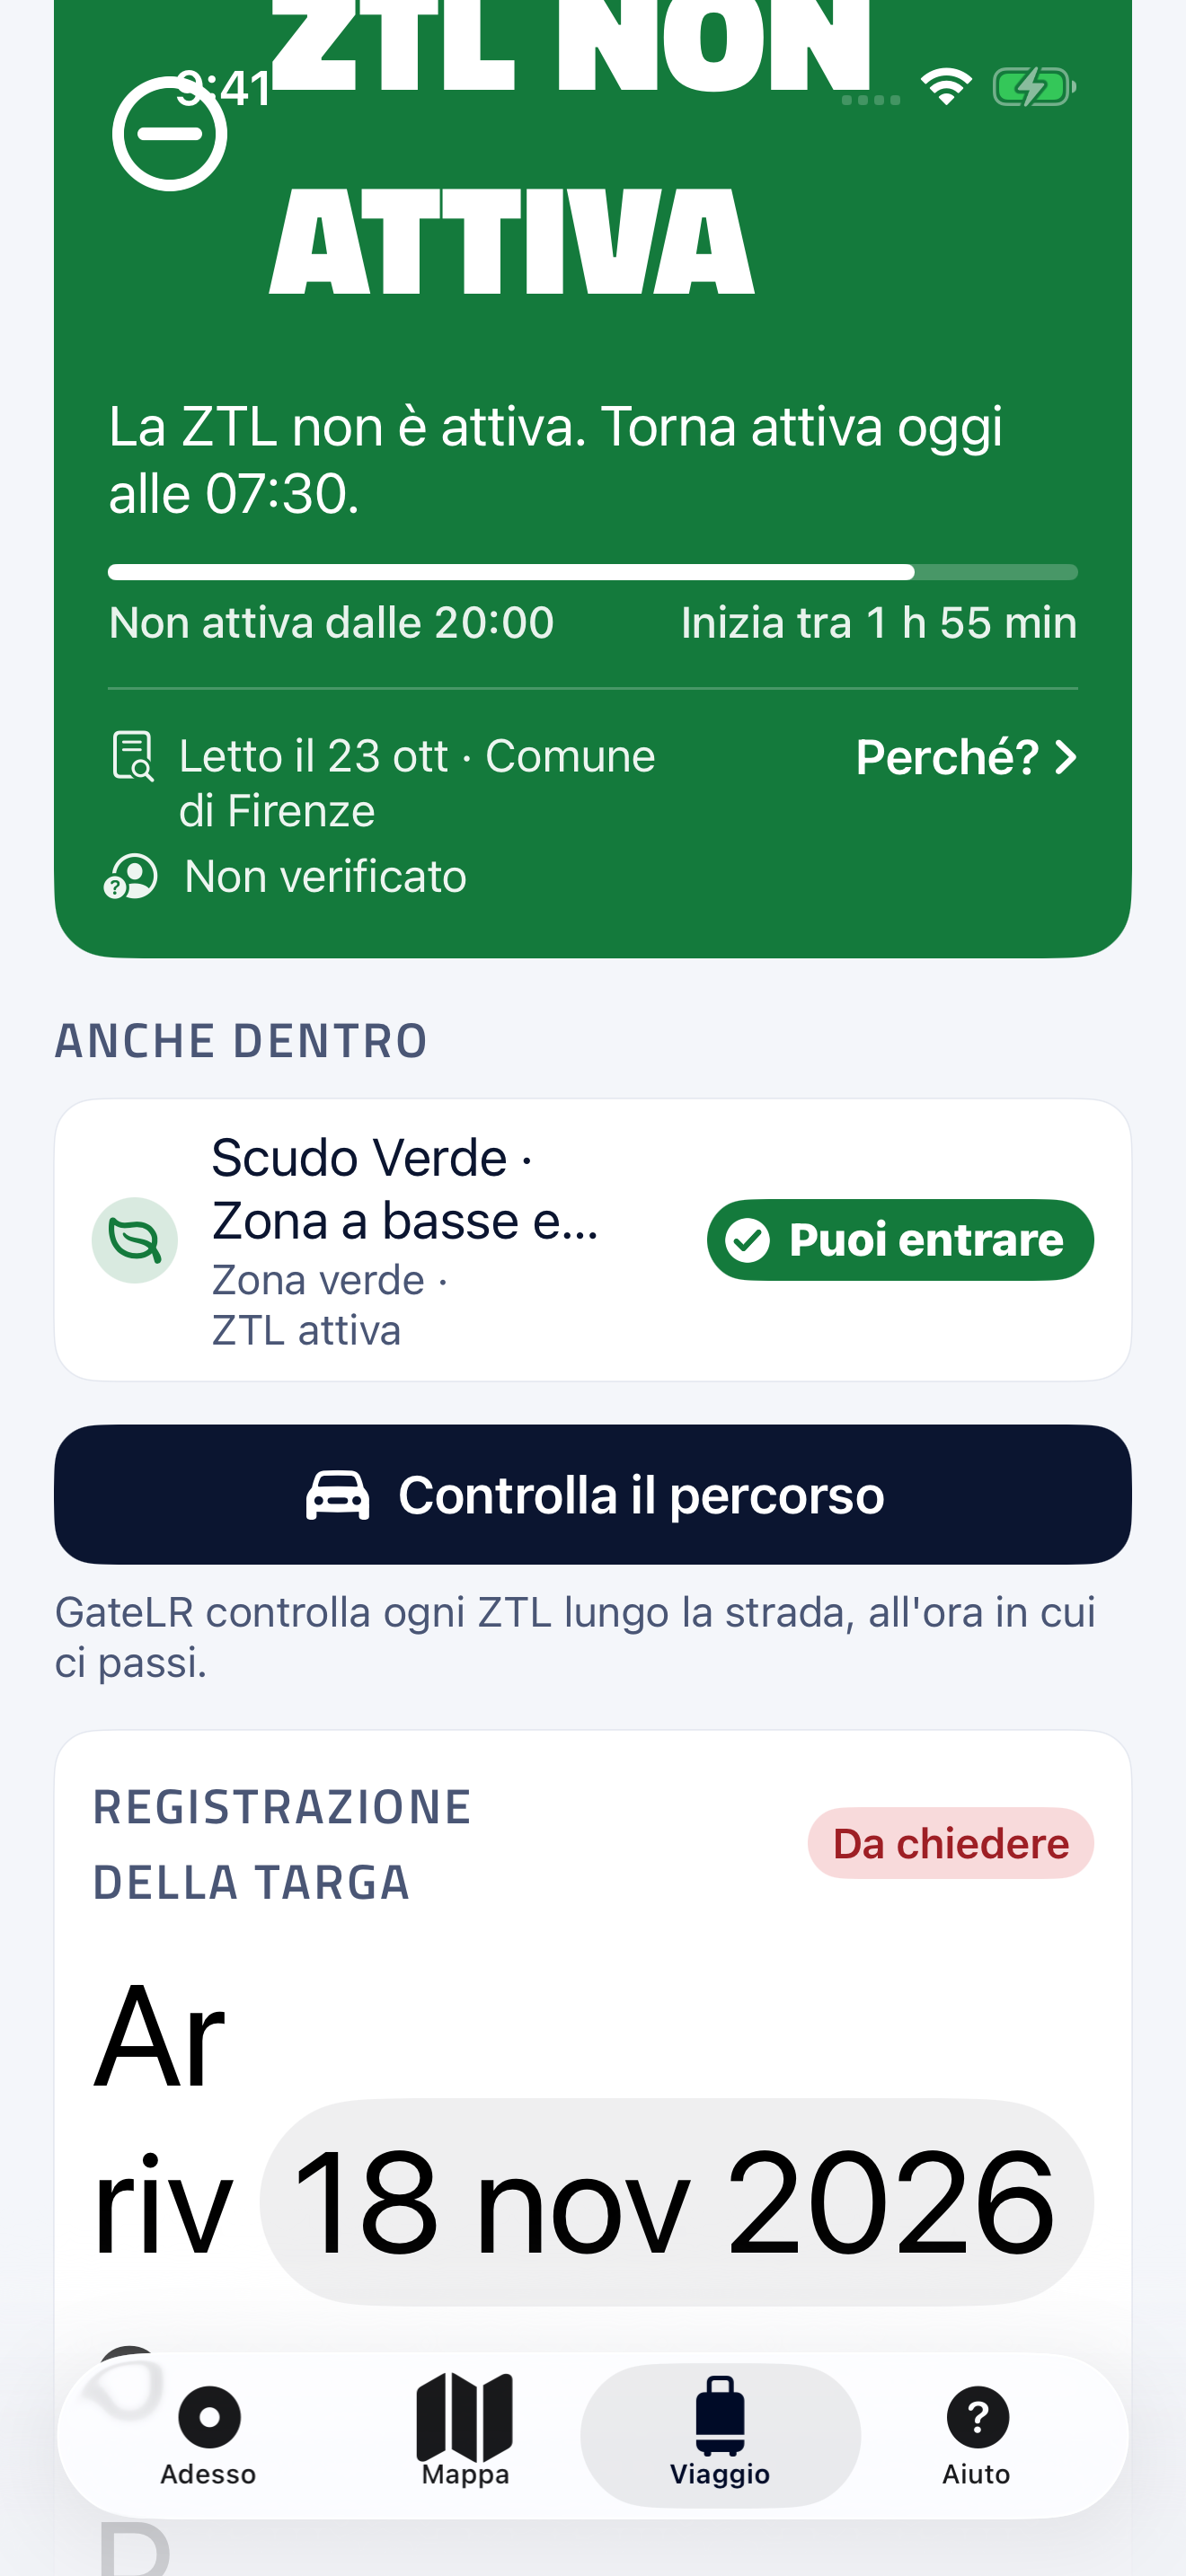 ZTL NON
9:41
ATTIVA
La ZTL non è attiva. Torna attiva oggi
alle 07:30.
Non attiva dalle 20:00
Inizia tra 1 h 55 min
Letto il 23 ott · Comune
di Firenze
Perché?
Non verificato
ANCHE DENTRO
Scudo Verde ·
Zona a basse e...
Zona verde ·
ZTL attiva
Puoi entrare
Controlla il percorso
GateLR controlla ogni ZTL lungo la strada, all'ora in cui
ci passi.
REGISTRAZIONE
DELLA TARGA
Da chiedere
Ar
riv
18 nov 2026
Adesso
Mappa
Viaggio
Aiuto